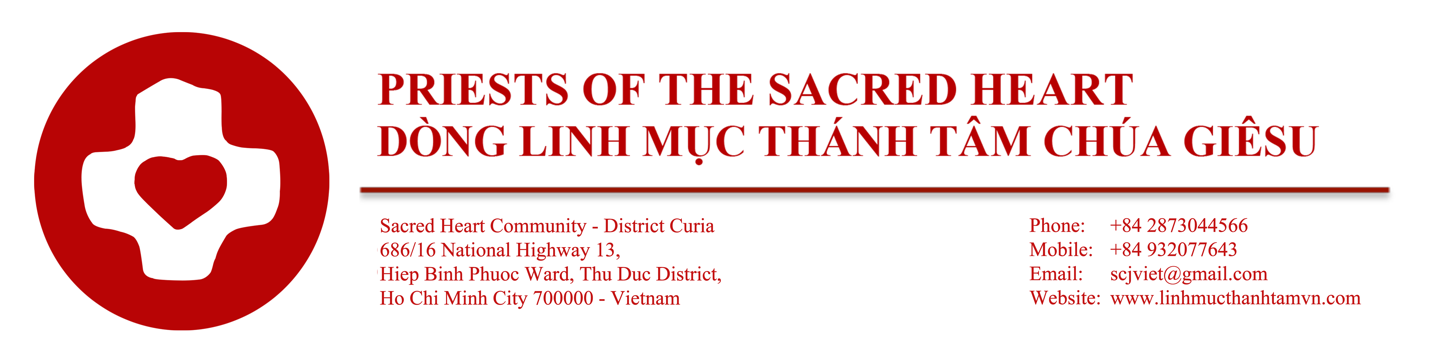 PRIESTS OF THE SACRED HEART
DÒNG LINH MỤC THÁNH TÂM CHÚA GIÊSU
Sacred Heart Community - District Curia
686/16 National Highway 13,
Hiep Binh Phuoc Ward, Thu Duc District,
Ho Chi Minh City 700000 - Vietnam
Phone: +84 2873044566
Mobile: +84 932077643
Email: scjviet@gmail.com
Website: www.linhmucthanhtamvn.com